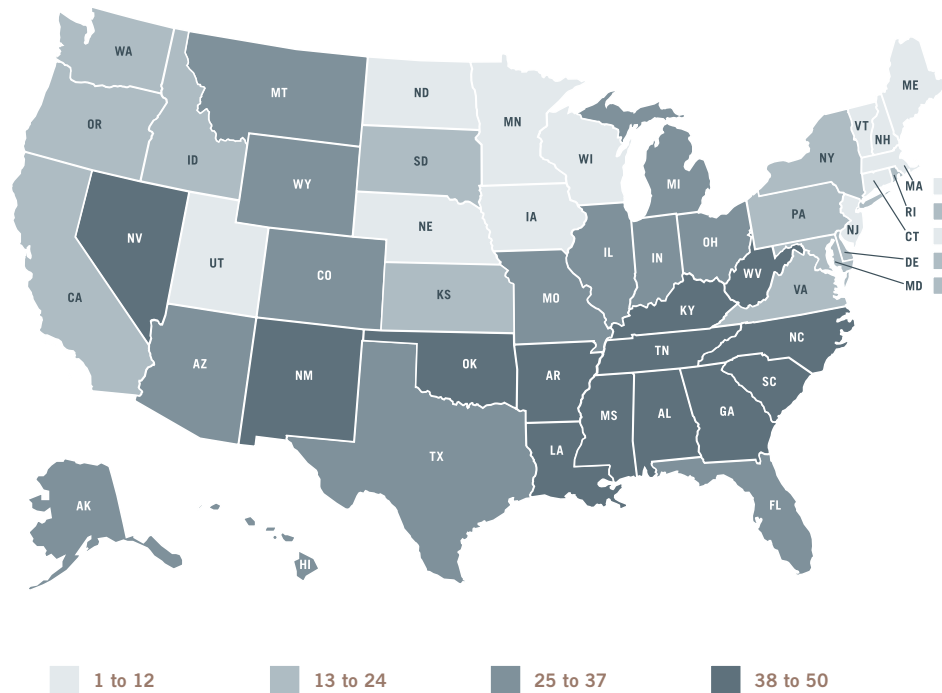 WA
ME
MT
ND
MN
VT
OR
NH
ID
SD
WI
NY
WY
MI
MA
RI
PA
NE
IA
NJ
CT
NV
OH
UT
IL
IN
DE
CO
WV
MD
CA
KS
MO
VA
KY
NC
TN
AZ
OK
NM
AR
SC
MS
AL
GA
LA
TX
AK
FL
HI
1 to 12
13 to 24
25 to 37
38 to 50